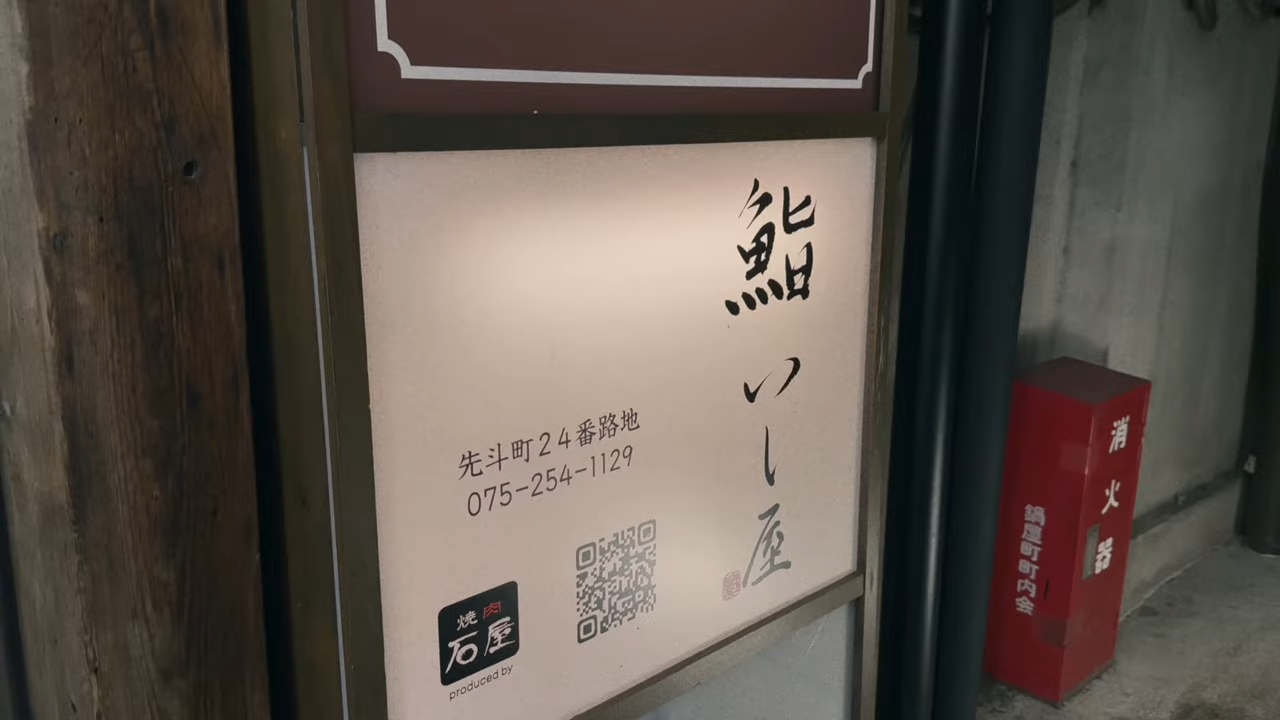 鮨 いし屋
先斗町24番路地
075-254-1129
焼肉
石屋
produced by
消火器
鍋屋町町内会